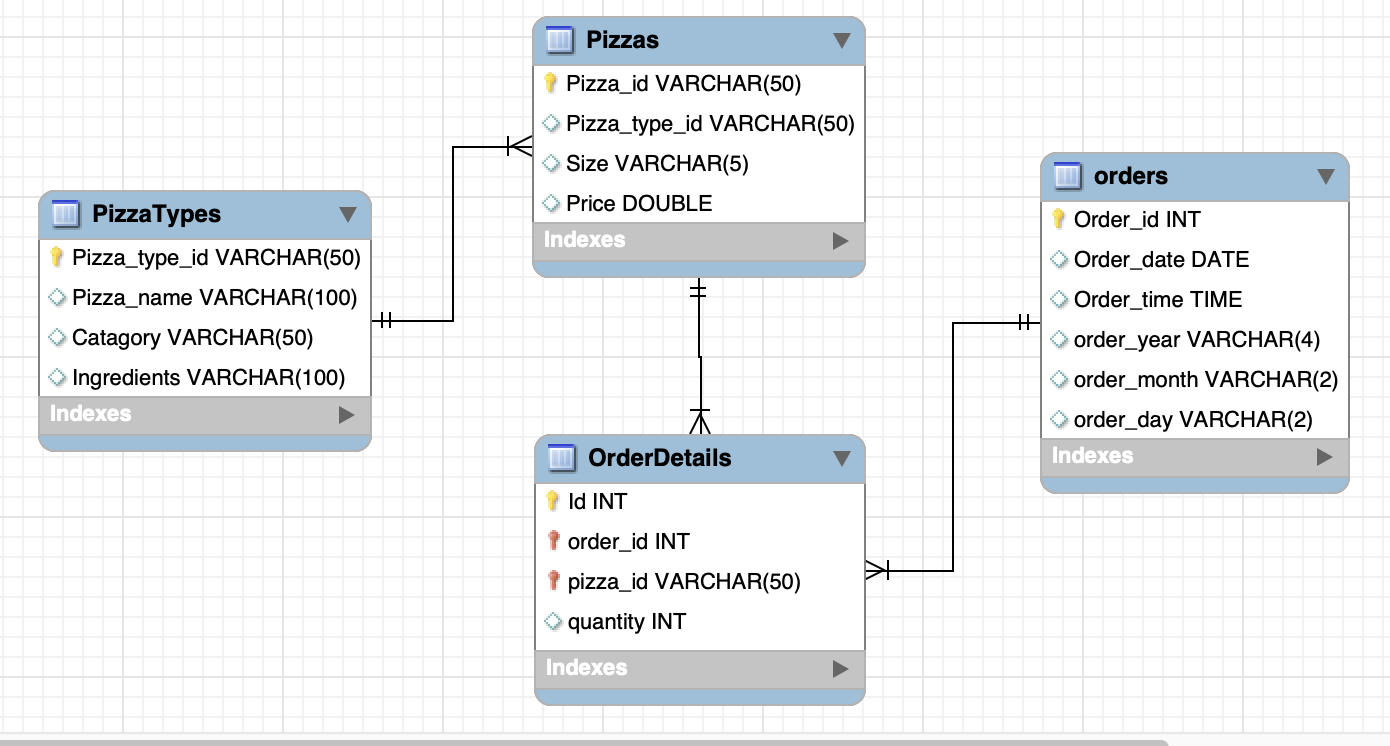 Pizzas
Pizza_id VARCHAR(50)
Pizza_type_id VARCHAR(50)
Size VARCHAR(5)
Price DOUBLE
Indexes
PizzaTypes
Pizza_type_id VARCHAR(50)
Pizza_name VARCHAR(100)
Catagory VARCHAR(50)
Ingredients VARCHAR(100)
Indexes
orders
Order_id INT
Order_date DATE
Order_time TIME
order_year VARCHAR(4)
order_month VARCHAR(2)
order_day VARCHAR(2)
Indexes
OrderDetails
Id INT
order_id INT
pizza_id VARCHAR(50)
quantity INT
Indexes